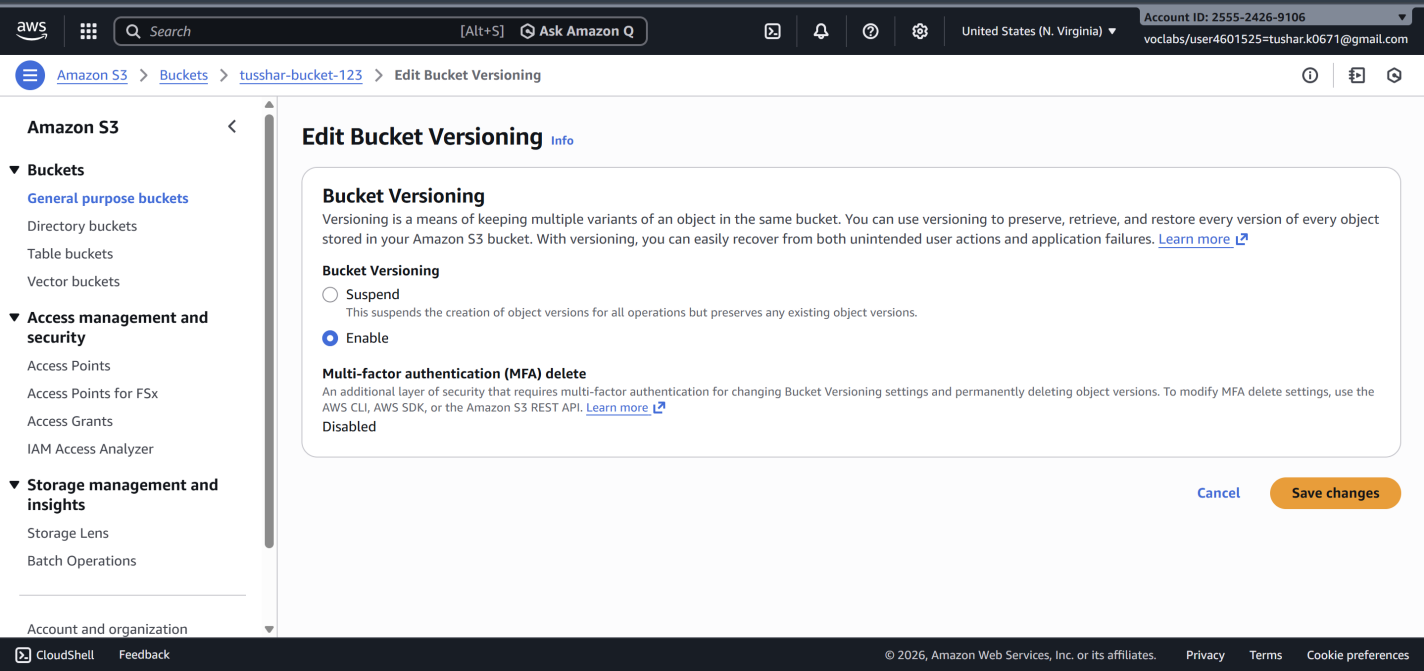 aws
Search [Alt+S] Ask Amazon Q
United States (N. Virginia) ▼
Account ID: 2555-2426-9106
voclabs/user4601525=tushar.k0671@gmail.com
Amazon S3 > Buckets > tusshar-bucket-123 > Edit Bucket Versioning
Amazon S3
Buckets
General purpose buckets
Directory buckets
Table buckets
Vector buckets
Access management and
security
Access Points
Access Points for FSx
Access Grants
IAM Access Analyzer
Storage management and
insights
Storage Lens
Batch Operations
Account and organization
Edit Bucket Versioning Info
Bucket Versioning
Versioning is a means of keeping multiple variants of an object in the same bucket. You can use versioning to preserve, retrieve, and restore every version of every object
stored in your Amazon S3 bucket. With versioning, you can easily recover from both unintended user actions and application failures. Learn more
Bucket Versioning
Suspend
This suspends the creation of object versions for all operations but preserves any existing object versions.
Enable
Multi-factor authentication (MFA) delete
An additional layer of security that requires multi-factor authentication for changing Bucket Versioning settings and permanently deleting object versions. To modify MFA delete settings, use the
AWS CLI, AWS SDK, or the Amazon S3 REST API. Learn more
Disabled
Cancel Save changes
CloudShell Feedback © 2026, Amazon Web Services, Inc. or its affiliates. Privacy Terms Cookie preferences